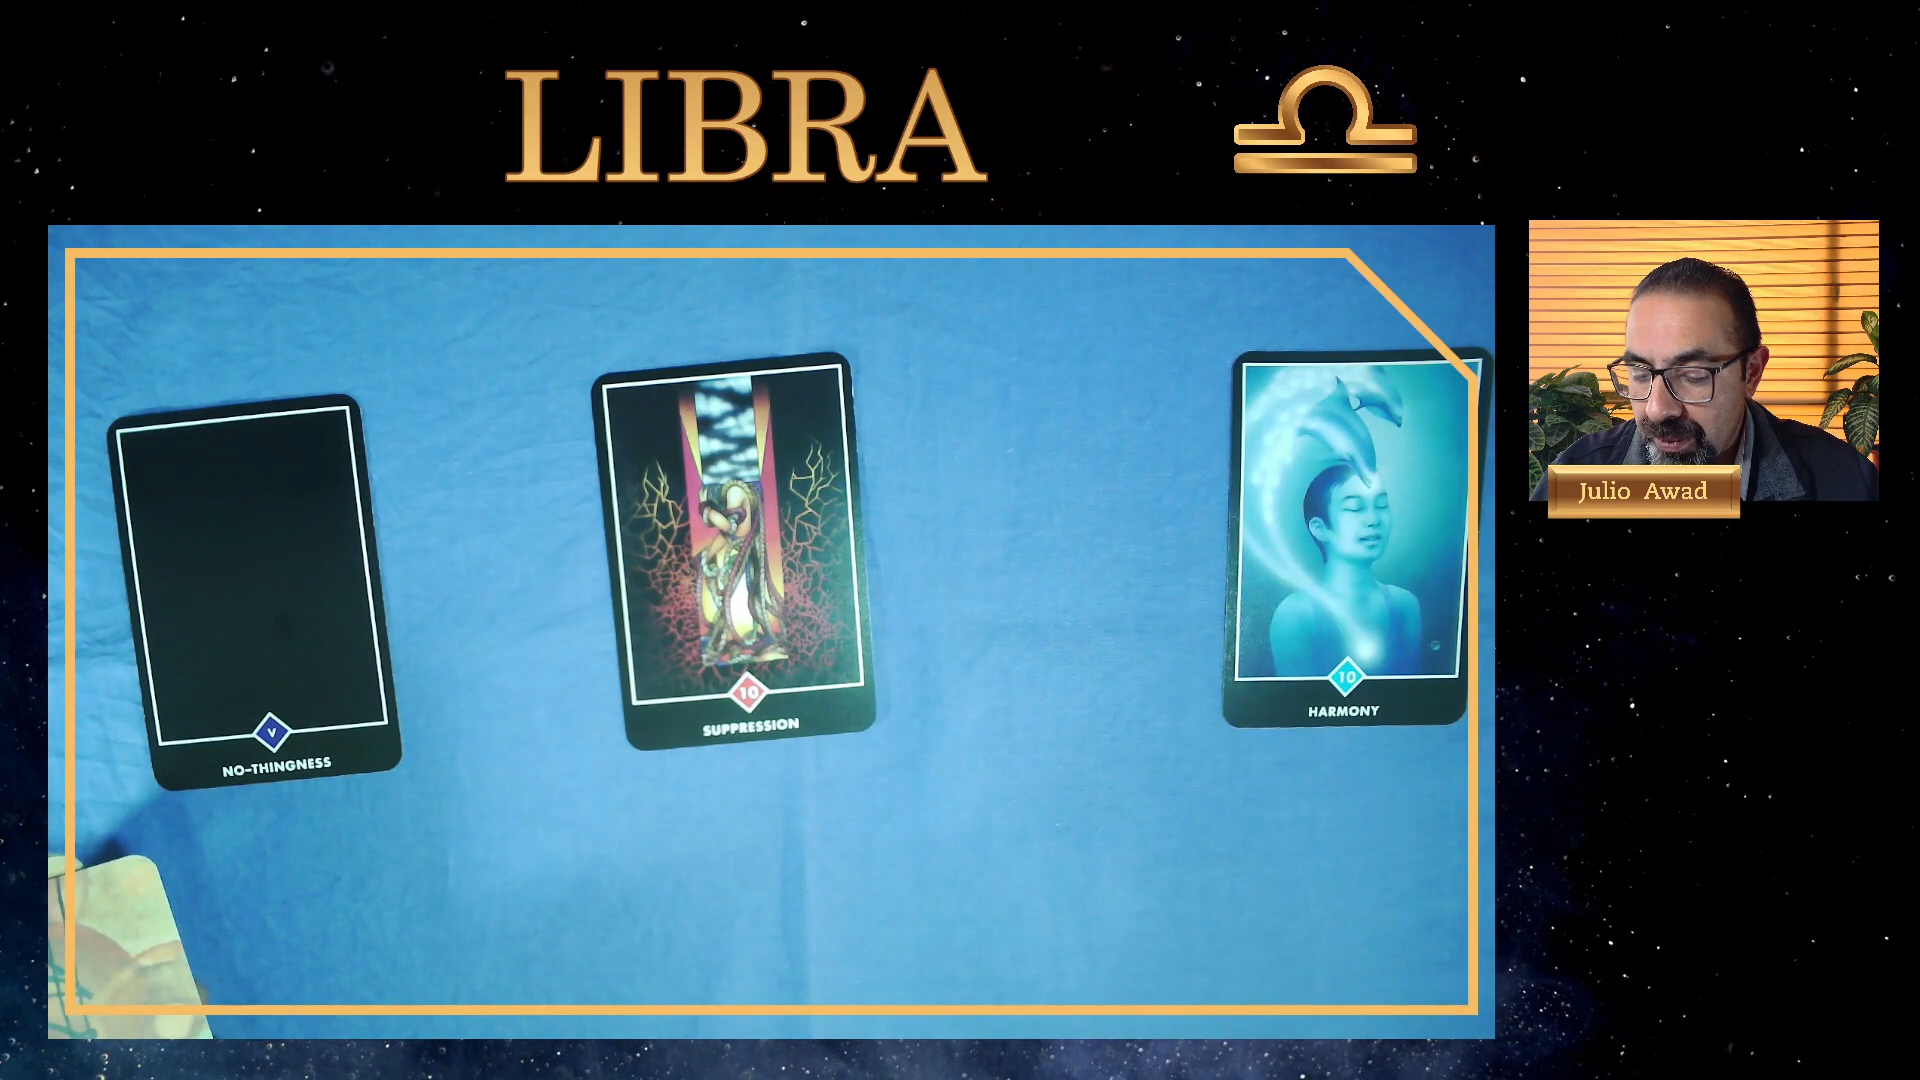 LIBRA
Julio Awad
V
NO-THINGNESS
10
SUPPRESSION
10
HARMONY